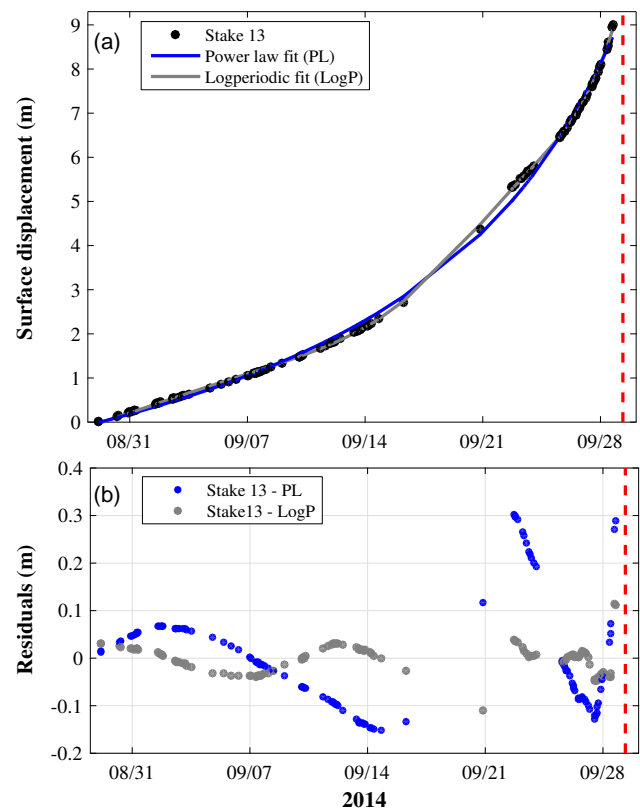 (a)
Stake 13
Power law fit (PL)
Logperiodic fit (LogP)
Surface displacement (m)
9
8
7
6
5
4
3
2
1
0
08/31 09/07 09/14 09/21 09/28
(b)
Stake 13 - PL
Stake13 - LogP
Residuals (m)
0.4
0.3
0.2
0.1
0
-0.1
-0.2
08/31 09/07 09/14 09/21 09/28
2014